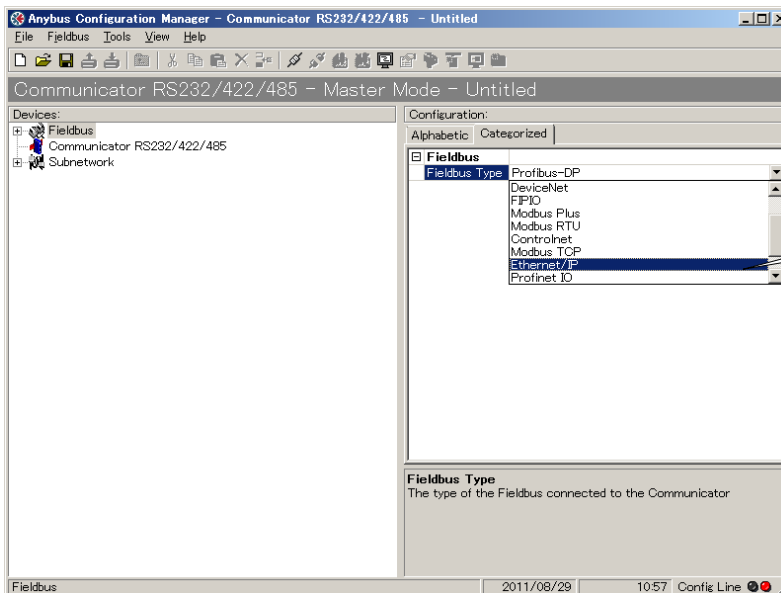 Anybus Configuration Manager - Communicator RS232/422/485 - Untitled
File Fieldbus Tools View Help
Communicator RS232/422/485 - Master Mode - Untitled
Devices:
Fieldbus
Communicator RS232/422/485
Subnetwork
Configuration:
Alphabetic Categorized
Fieldbus
Fieldbus Type Profibus-DP
DeviceNet
FIPIO
Modbus Plus
Modbus RTU
Controlnet
Modbus TCP
Ethernet/IP
Profinet IO
Fieldbus Type
The type of the Fieldbus connected to the Communicator
Fieldbus 2011/08/29 10:57 Config Line